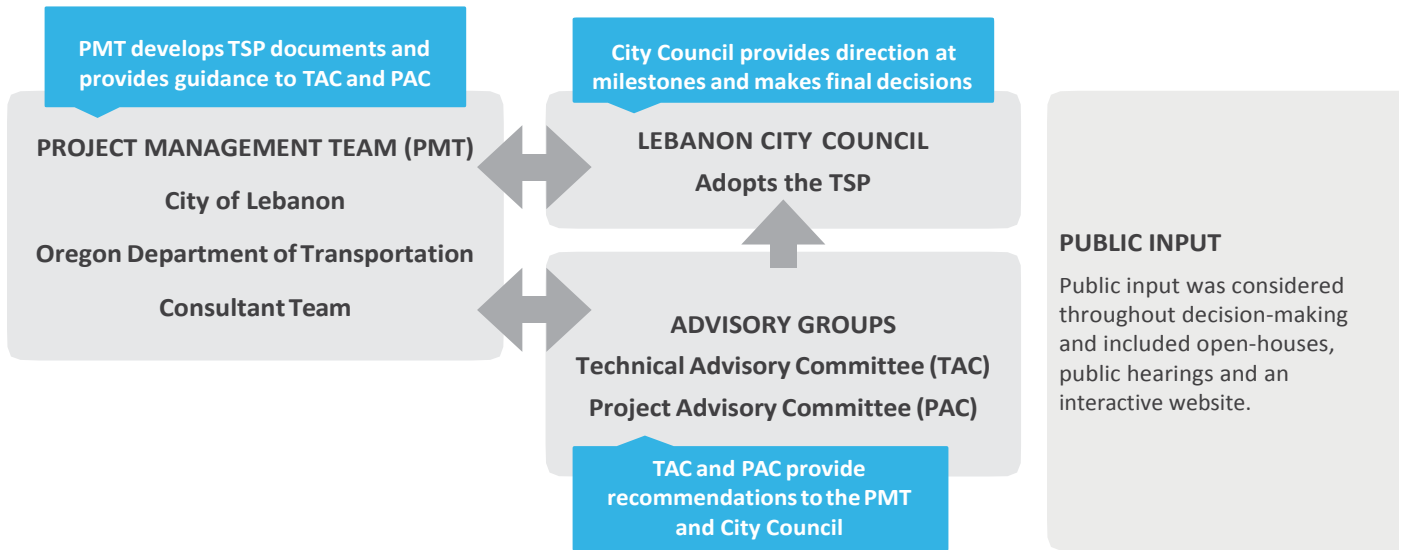 PMT develops TSP documents and
provides guidance to TAC and PAC
PROJECT MANAGEMENT TEAM (PMT)
City of Lebanon
Oregon Department of Transportation
Consultant Team
City Council provides direction at
milestones and makes final decisions
LEBANON CITY COUNCIL
Adopts the TSP
ADVISORY GROUPS
Technical Advisory Committee (TAC)
Project Advisory Committee (PAC)
TAC and PAC provide
recommendations to the PMT
and City Council
PUBLIC INPUT
Public input was considered
throughout decision-making
and included open-houses,
public hearings and an
interactive website.